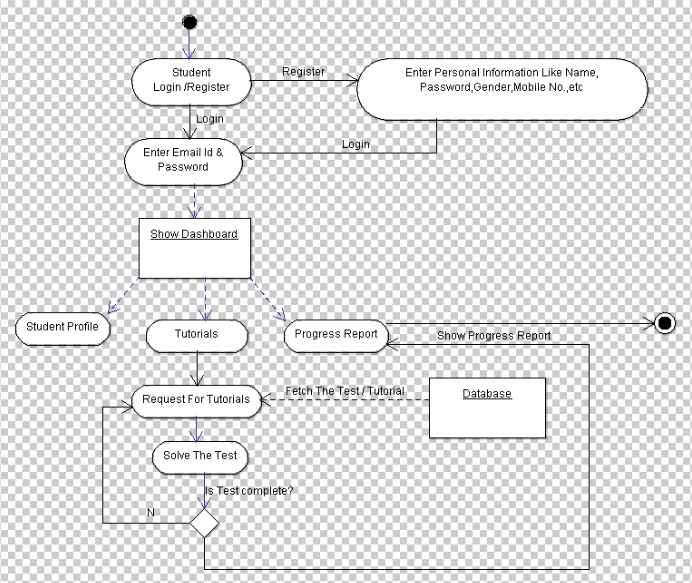 Student
Login /Register
Register
Enter Personal Information Like Name,
Password,Gender,Mobile No.,etc
Login
Login
Enter Email Id &
Password
Show Dashboard
Student Profile
Tutorials
Progress Report
Show Progress Report
Request For Tutorials
Fetch The Test / Tutorial
Database
Solve The Test
Is Test complete?
N